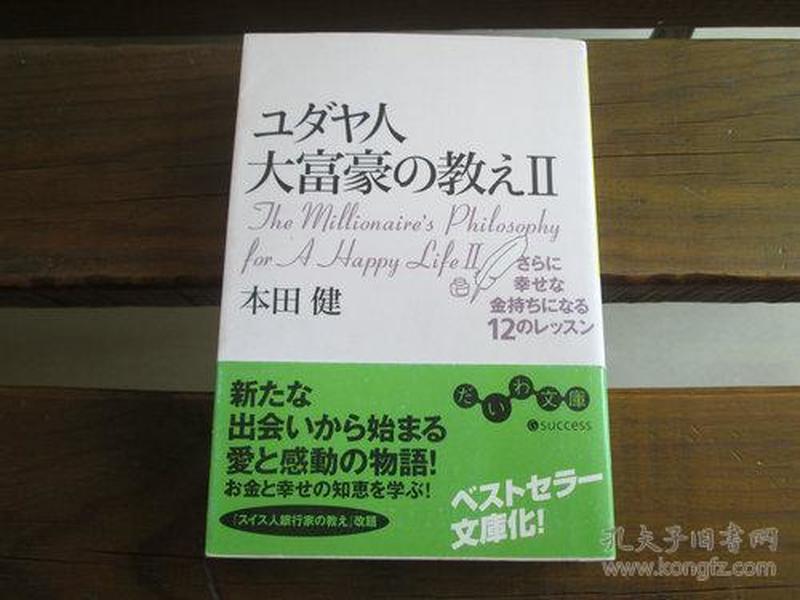 ユダヤ人
大富豪の教えⅡ
The Millionaire's Philosophy
for A Happy Life Ⅱ
さらに
幸せな
金持ちになる
12のレッスン
本田 健
新たな
出会いから始まる
愛と感動の物語!
お金と幸せの知恵を学ぶ!
『スイス人銀行家の教え』改題
だいわ文庫
success
ベストセラー
文庫化!
孔夫子旧书网
www.kongfz.com